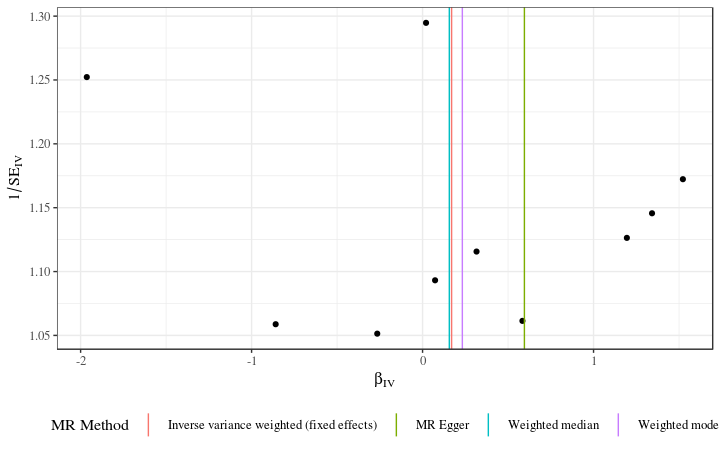 1.30
1.25
1.20
1.15
1.10
1.05
1/SE_IV
-2 -1 0 1
β_IV
MR Method Inverse variance weighted (fixed effects) MR Egger Weighted median Weighted mode